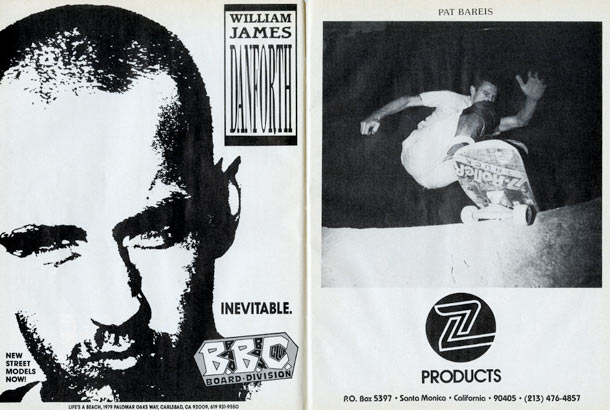 WILLIAM
JAMES
DANFORTH
INEVITABLE.
NEW
STREET
MODELS
NOW!
B.B.C.
BOARD-DIVISION
LIFE'S A BEACH, 1979 PALOMAR OAKS WAY, CARLSBAD, CA 92009, 619 931-9550
PAT BAREIS
Z-ROLLER
Z
PRODUCTS
P.O. Box 5397 • Santa Monica • California • 90405 • (213) 476-4857